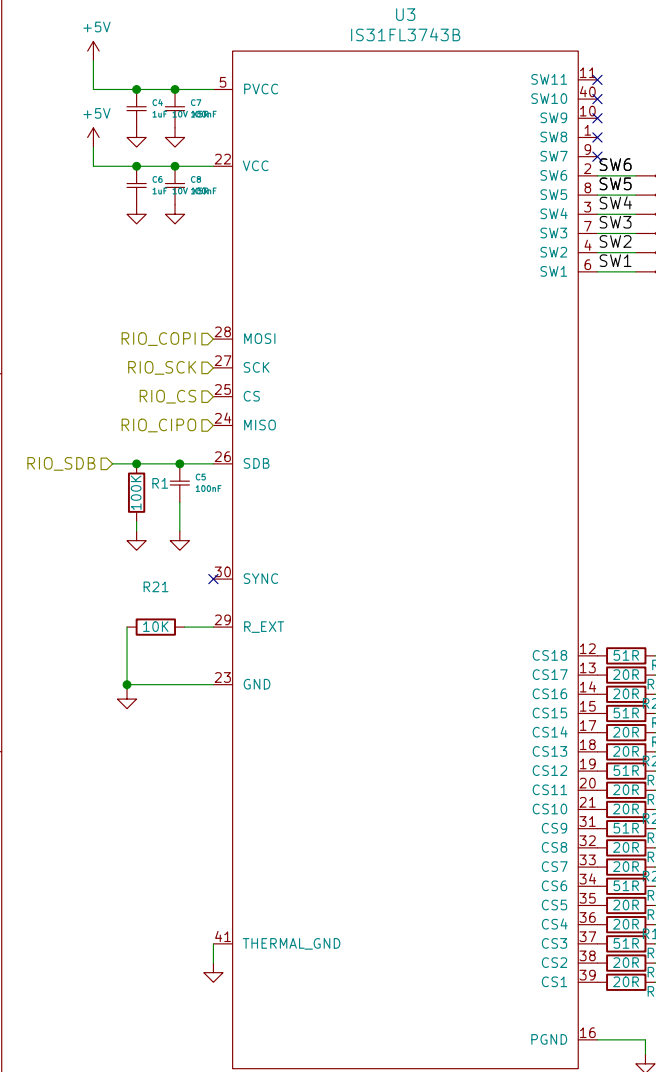 U3
IS31FL3743B
+5V
5 PVCC
C4
1uF 10V
C7
100nF
+5V
22 VCC
C6
1uF 10V
C8
100nF
RIO_COPI 28 MOSI
RIO_SCK 27 SCK
RIO_CS 25 CS
RIO_CIPO 24 MISO
RIO_SDB 26 SDB
100K R1
C5
100nF
30 SYNC
R21
10K 29 R_EXT
23 GND
41 THERMAL_GND
SW11 11
SW10 40
SW9 10
SW8 1
SW7 9
SW6 2 SW6
SW5 8 SW5
SW4 3 SW4
SW3 7 SW3
SW2 4 SW2
SW1 6 SW1
CS18 12 51R
CS17 13 20R
CS16 14 20R
CS15 15 51R
CS14 17 20R
CS13 18 20R
CS12 19 51R
CS11 20 20R
CS10 21 20R
CS9 31 51R
CS8 32 20R
CS7 33 20R
CS6 34 51R
CS5 35 20R
CS4 36 20R
CS3 37 51R
CS2 38 20R
CS1 39 20R
PGND 16